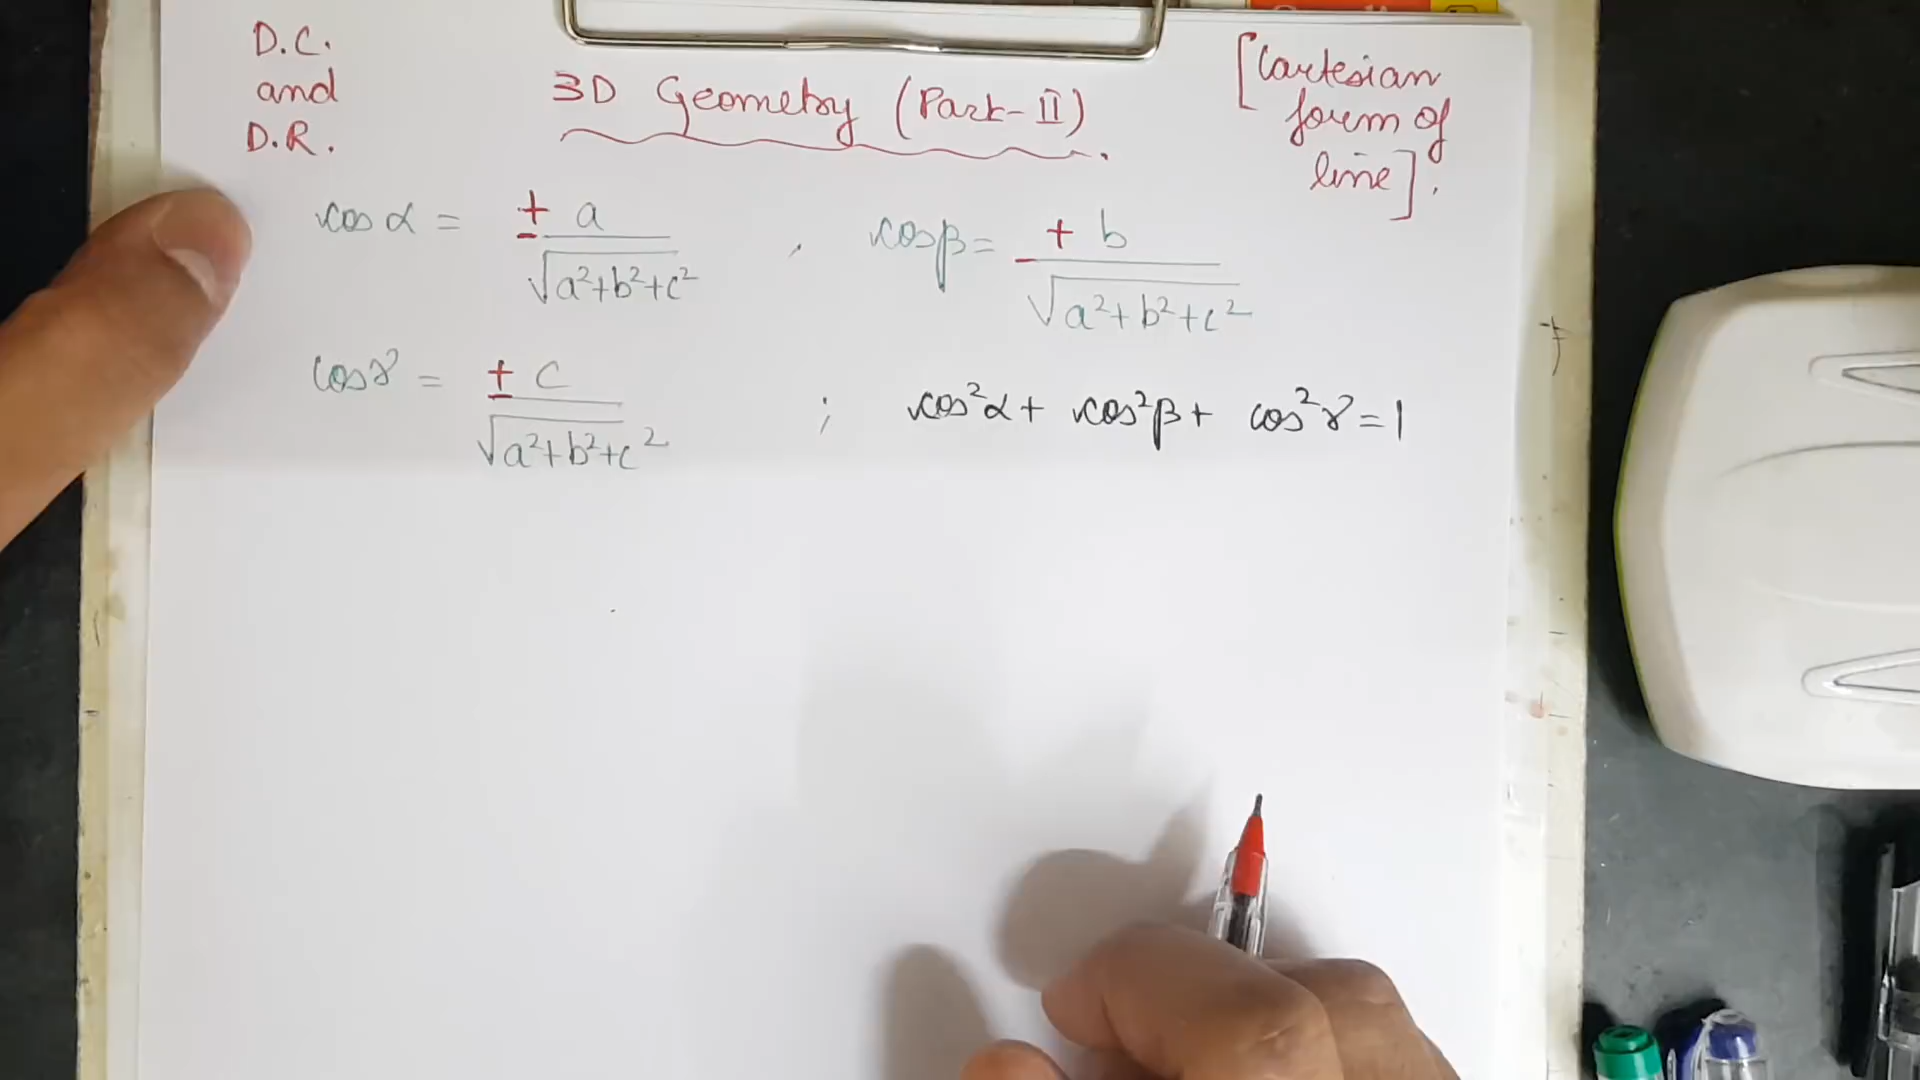 D.C.
and
D.R.
3D Geometry (Part-II)
[Cartesian
form of
line].
cos α = ± a / √a²+b²+c² , cos β = ± b / √a²+b²+c²
cos γ = ± c / √a²+b²+c² ; cos²α + cos²β + cos²γ = 1